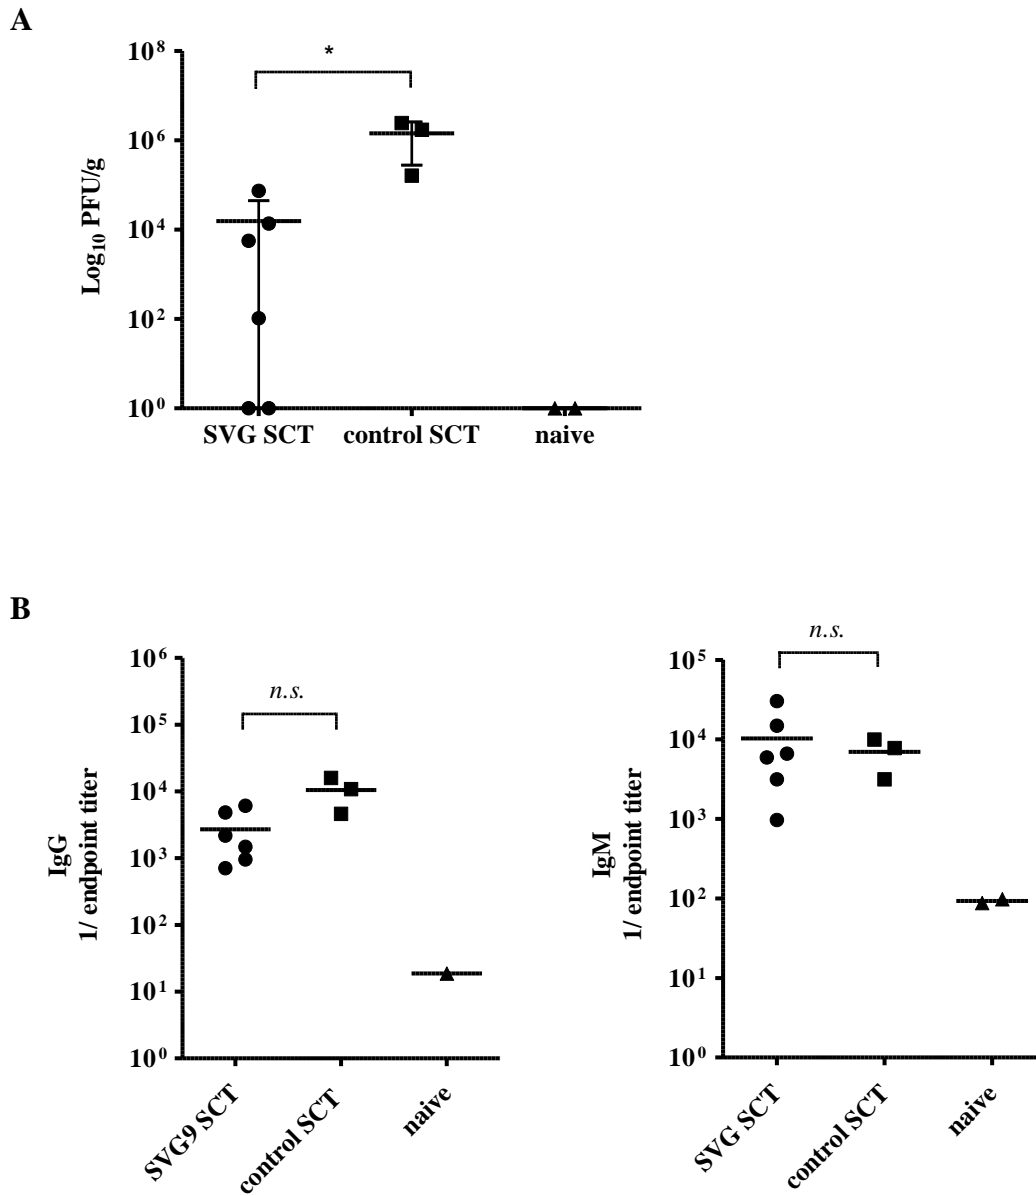 A
*
10⁸
10⁶
10⁴
10²
10⁰
Log₁₀ PFU/g
SVG SCT
control SCT
naive
B
n.s.
10⁶
10⁵
10⁴
10³
10²
10¹
10⁰
IgG
1/ endpoint titer
SVG9 SCT
control SCT
naive
n.s.
10⁵
10⁴
10³
10²
10¹
10⁰
IgM
1/ endpoint titer
SVG SCT
control SCT
naive